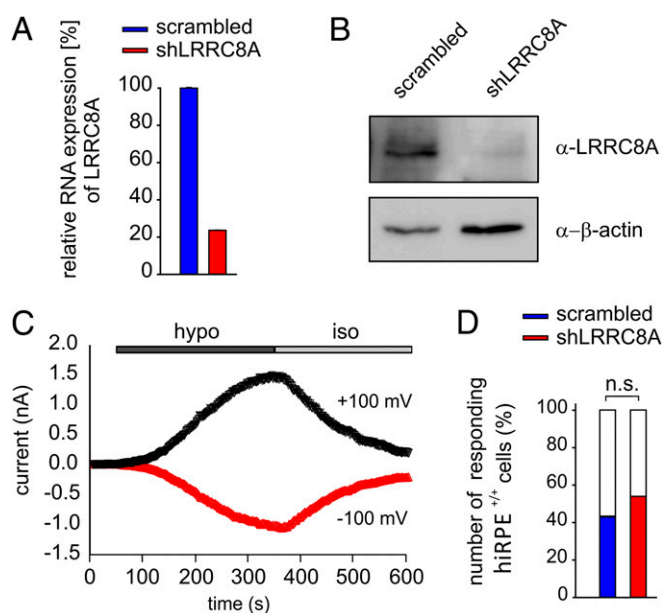 A
scrambled
shLRRC8A
relative RNA expression [%]
of LRRC8A
100
80
60
40
20
0
B
scrambled
shLRRC8A
α-LRRC8A
α–β-actin
C
hypo
iso
2.0
1.5
1.0
0.5
0.0
-0.5
-1.0
-1.5
current (nA)
+100 mV
-100 mV
0
100
200
300
400
500
600
time (s)
D
scrambled
shLRRC8A
n.s.
number of responding
hiRPE +/+ cells (%)
100
80
60
40
20
0